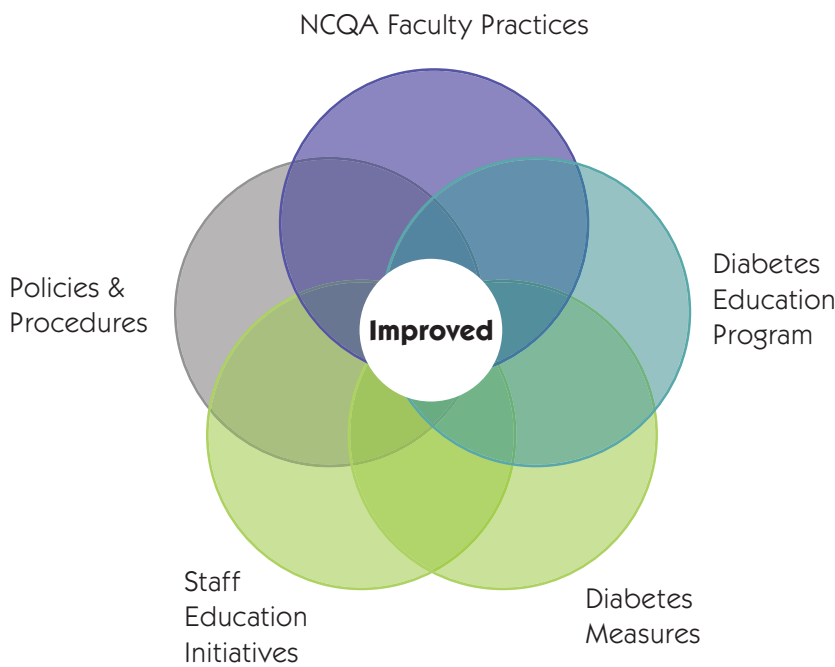 NCQA Faculty Practices
Policies &
Procedures
Diabetes
Education
Program
Improved
Staff
Education
Initiatives
Diabetes
Measures